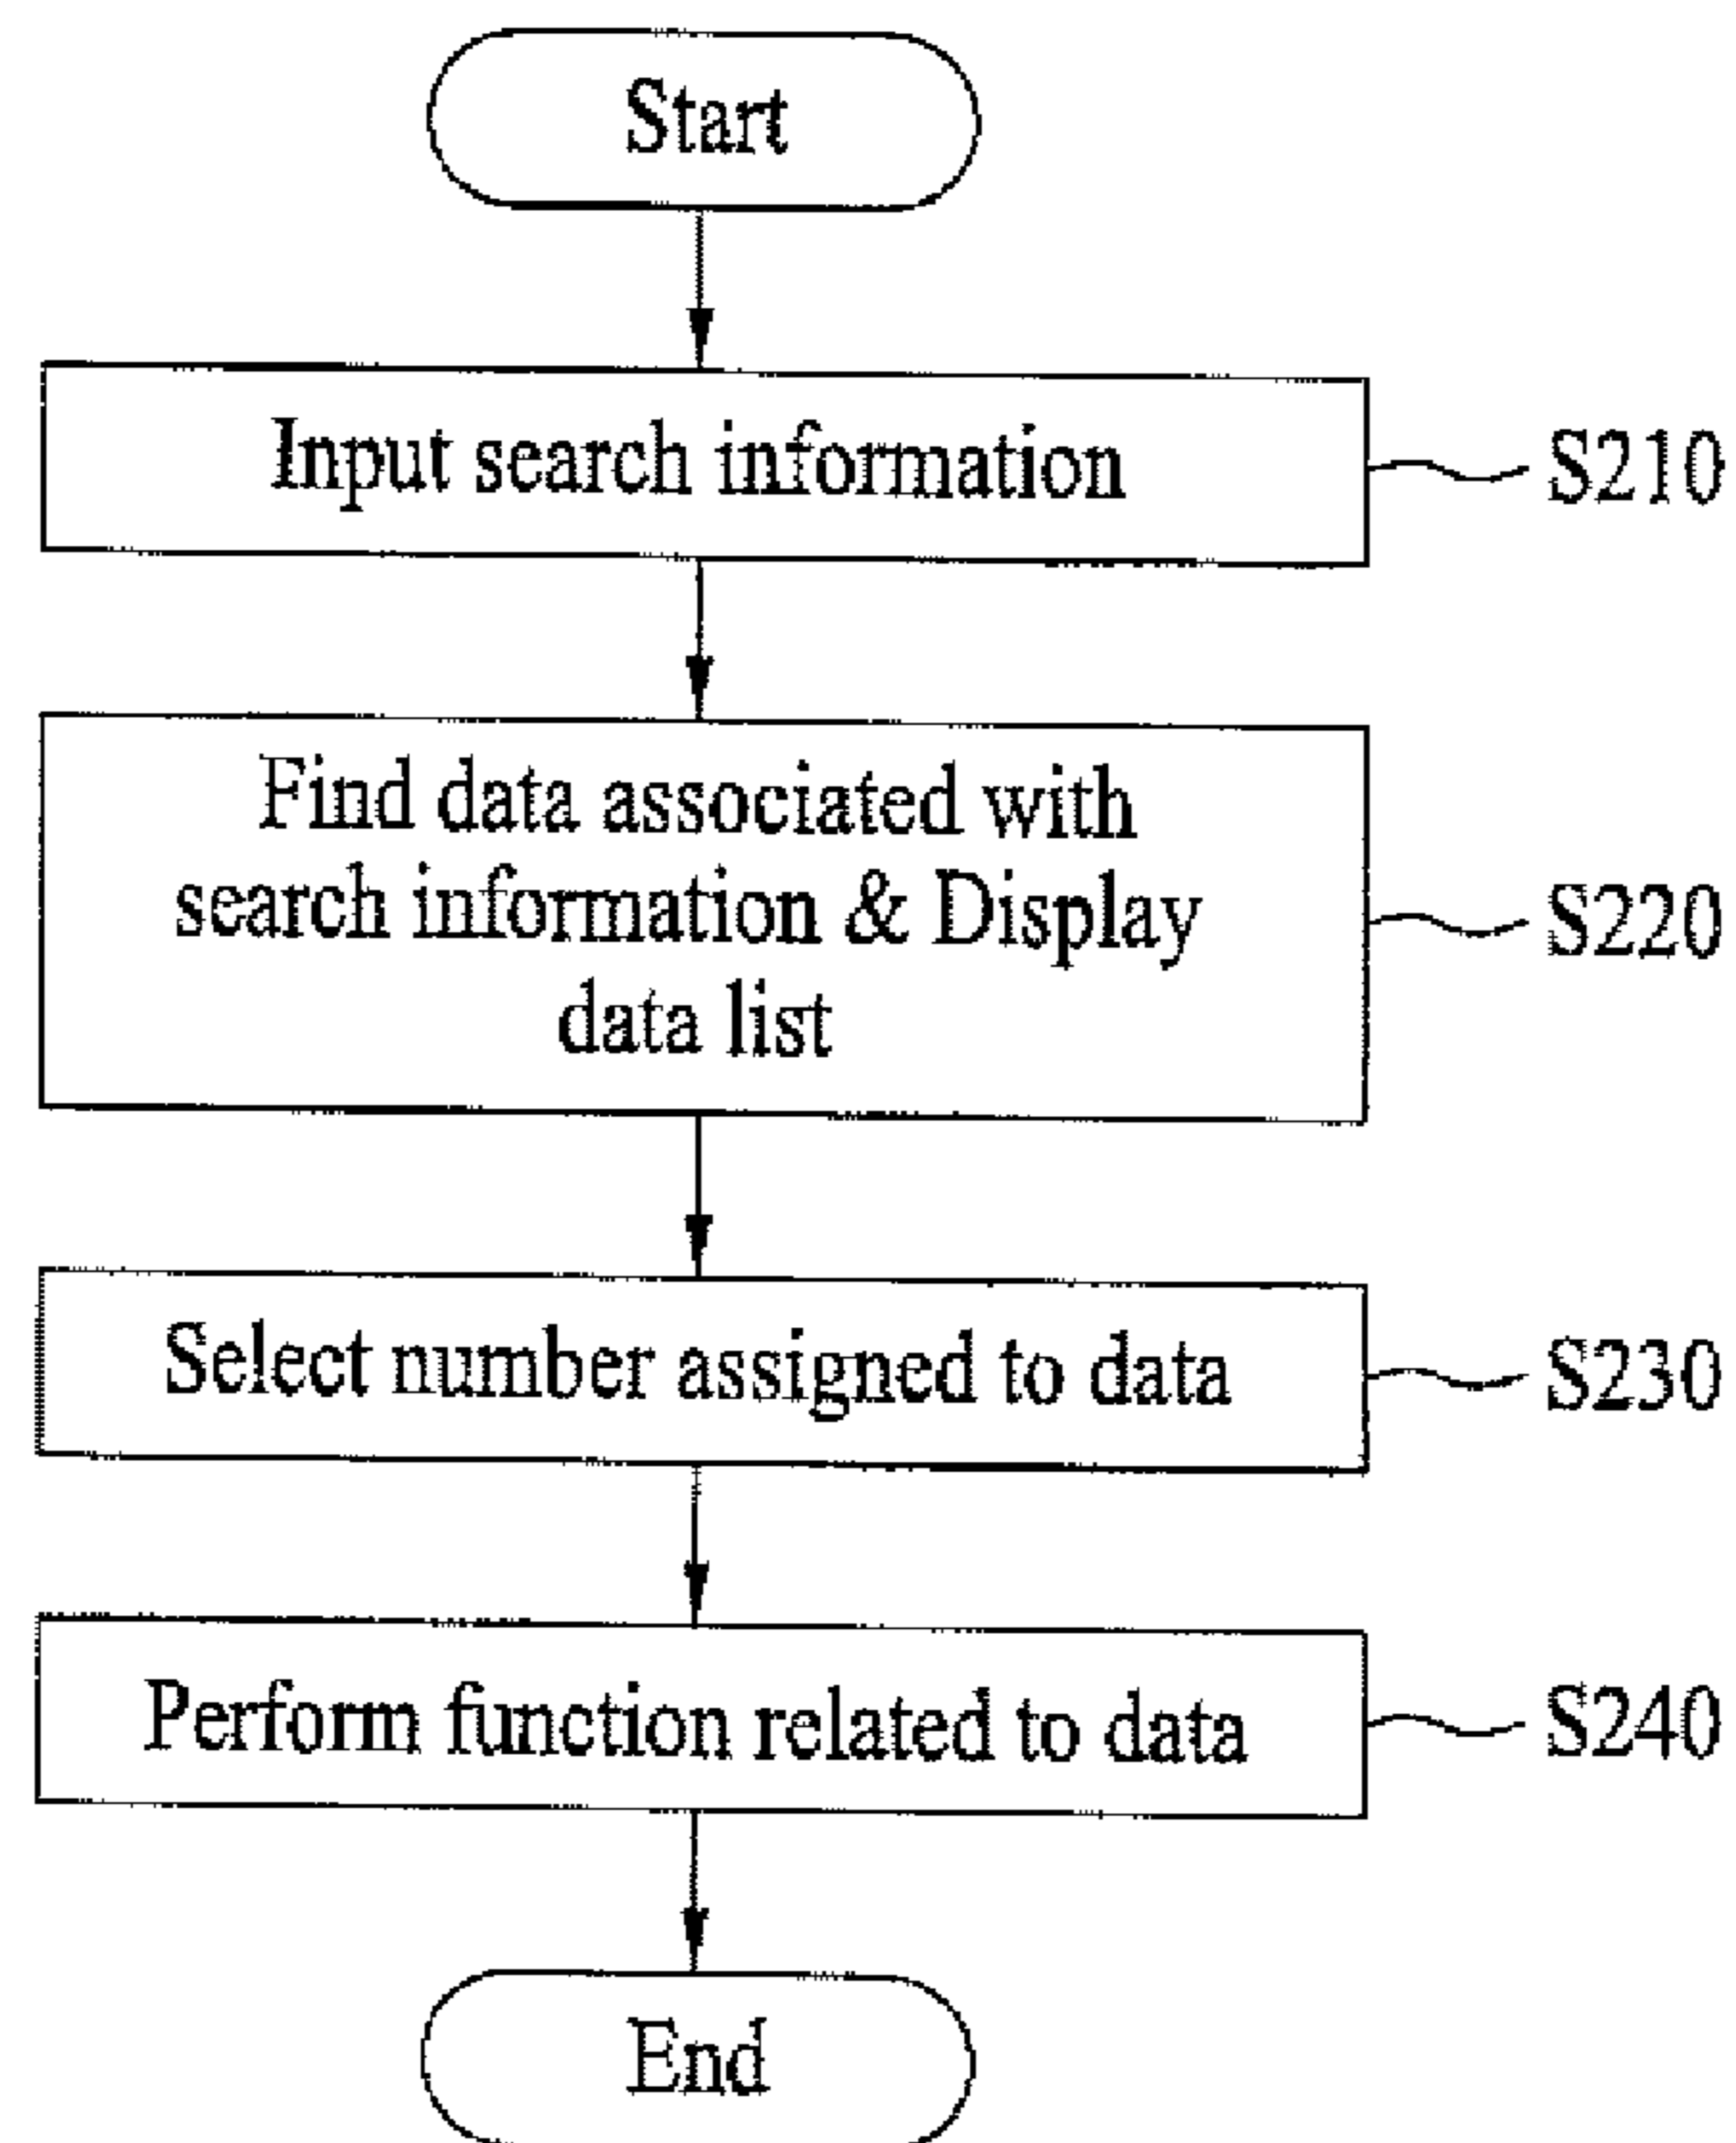 Start
Input search information
S210
Find data associated with
search information & Display
data list
S220
Select number assigned to data
S230
Perform function related to data
S240
End